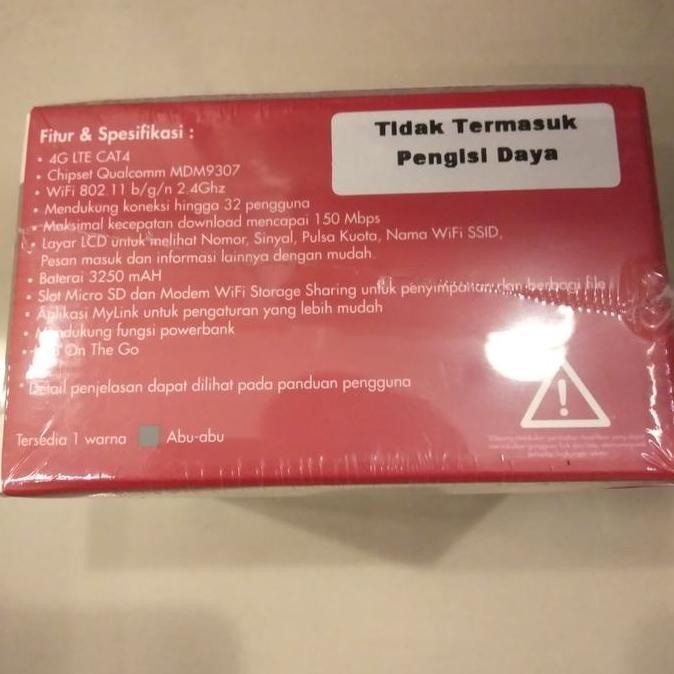 Fitur & Spesifikasi :
Tidak Termasuk
Pengisi Daya
• 4G LTE CAT4
• Chipset Qualcomm MDM9307
• WiFi 802.11 b/g/n 2.4Ghz
• Mendukung koneksi hingga 32 pengguna
• Maksimal kecepatan download mencapai 150 Mbps
• Layar LCD untuk melihat Nomor, Sinyal, Pulsa Kuota, Nama WiFi SSID,
Pesan masuk dan informasi lainnya dengan mudah
• Baterai 3250 mAH
• Slot Micro SD dan Modem WiFi Storage Sharing untuk penyimpanan dan berbagi file
• Aplikasi MyLink untuk pengaturan yang lebih mudah
• Mendukung fungsi powerbank
• On The Go
*Detail penjelasan dapat dilihat pada panduan pengguna
Tersedia 1 warna Abu-abu